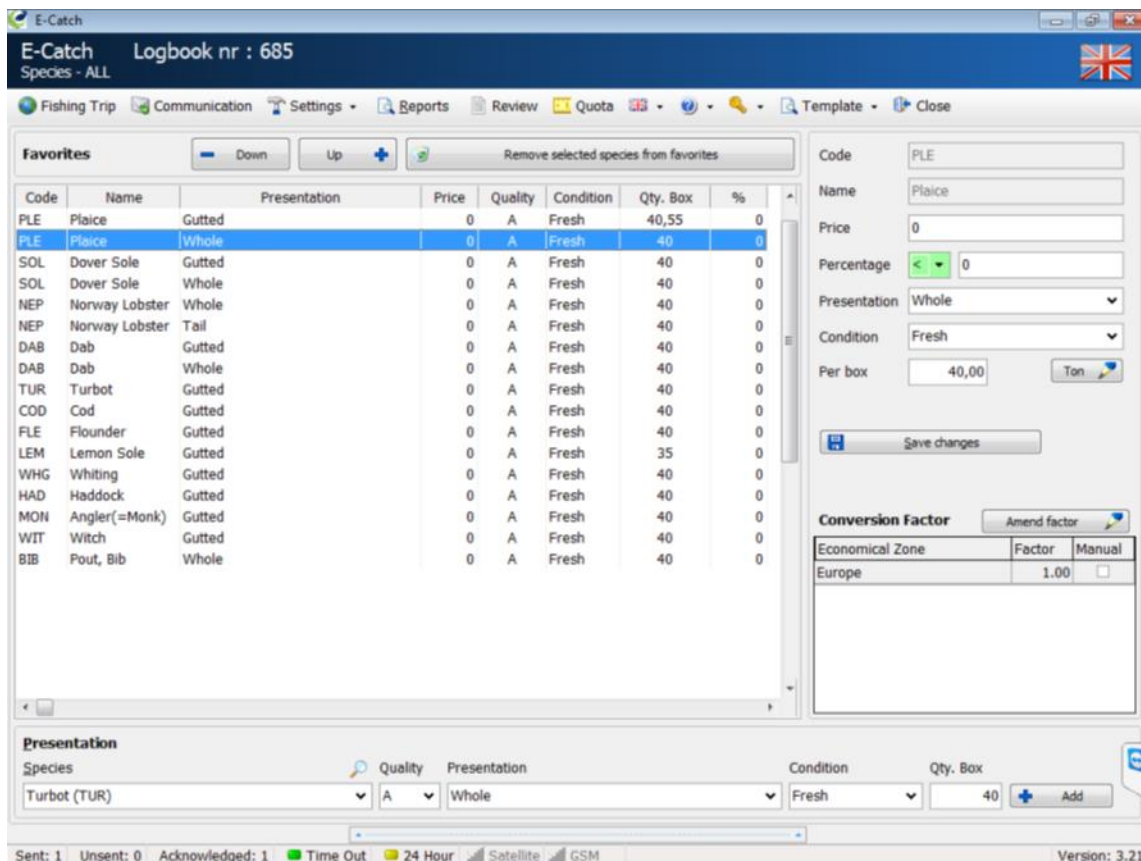 E-Catch
E-Catch Logbook nr : 685
Species - ALL
Fishing Trip Communication Settings Reports Review Quota Template Close
Favorites Down Up Remove selected species from favorites
Code Name Presentation Price Quality Condition Qty. Box %
PLE Plaice Gutted 0 A Fresh 40,55 0
PLE Plaice Whole 0 A Fresh 40 0
SOL Dover Sole Gutted 0 A Fresh 40 0
SOL Dover Sole Whole 0 A Fresh 40 0
NEP Norway Lobster Whole 0 A Fresh 40 0
NEP Norway Lobster Tail 0 A Fresh 40 0
DAB Dab Gutted 0 A Fresh 40 0
DAB Dab Whole 0 A Fresh 40 0
TUR Turbot Gutted 0 A Fresh 40 0
COD Cod Gutted 0 A Fresh 40 0
FLE Flounder Gutted 0 A Fresh 40 0
LEM Lemon Sole Gutted 0 A Fresh 35 0
WHG Whiting Gutted 0 A Fresh 40 0
HAD Haddock Gutted 0 A Fresh 40 0
MON Angler(=Monk) Gutted 0 A Fresh 40 0
WIT Witch Gutted 0 A Fresh 40 0
BIB Pout, Bib Whole 0 A Fresh 40 0
Code PLE
Name Plaice
Price 0
Percentage < 0
Presentation Whole
Condition Fresh
Per box 40,00 Ton
Save changes
Conversion Factor Amend factor
Economical Zone Factor Manual
Europe 1.00
Presentation
Species Quality Presentation Condition Qty. Box
Turbot (TUR) A Whole Fresh 40 Add
Sent: 1 Unsent: 0 Acknowledged: 1 Time Out 24 Hour Satellite GSM Version: 3.21